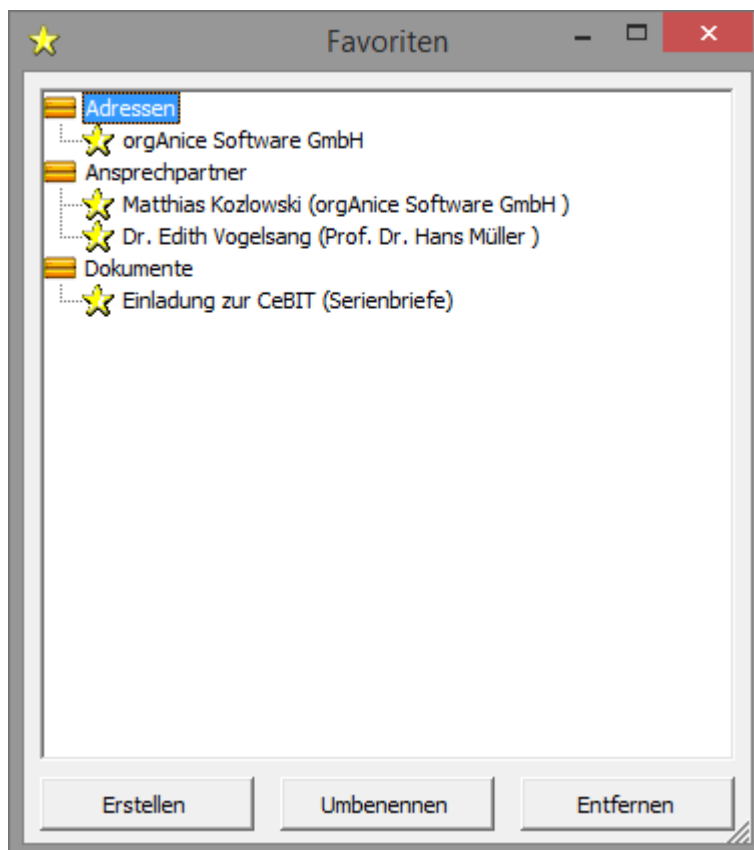 Favoriten
Adressen
orgAnice Software GmbH
Ansprechpartner
Matthias Kozlowski (orgAnice Software GmbH )
Dr. Edith Vogelsang (Prof. Dr. Hans Müller )
Dokumente
Einladung zur CeBIT (Serienbriefe)
Erstellen Umbenennen Entfernen